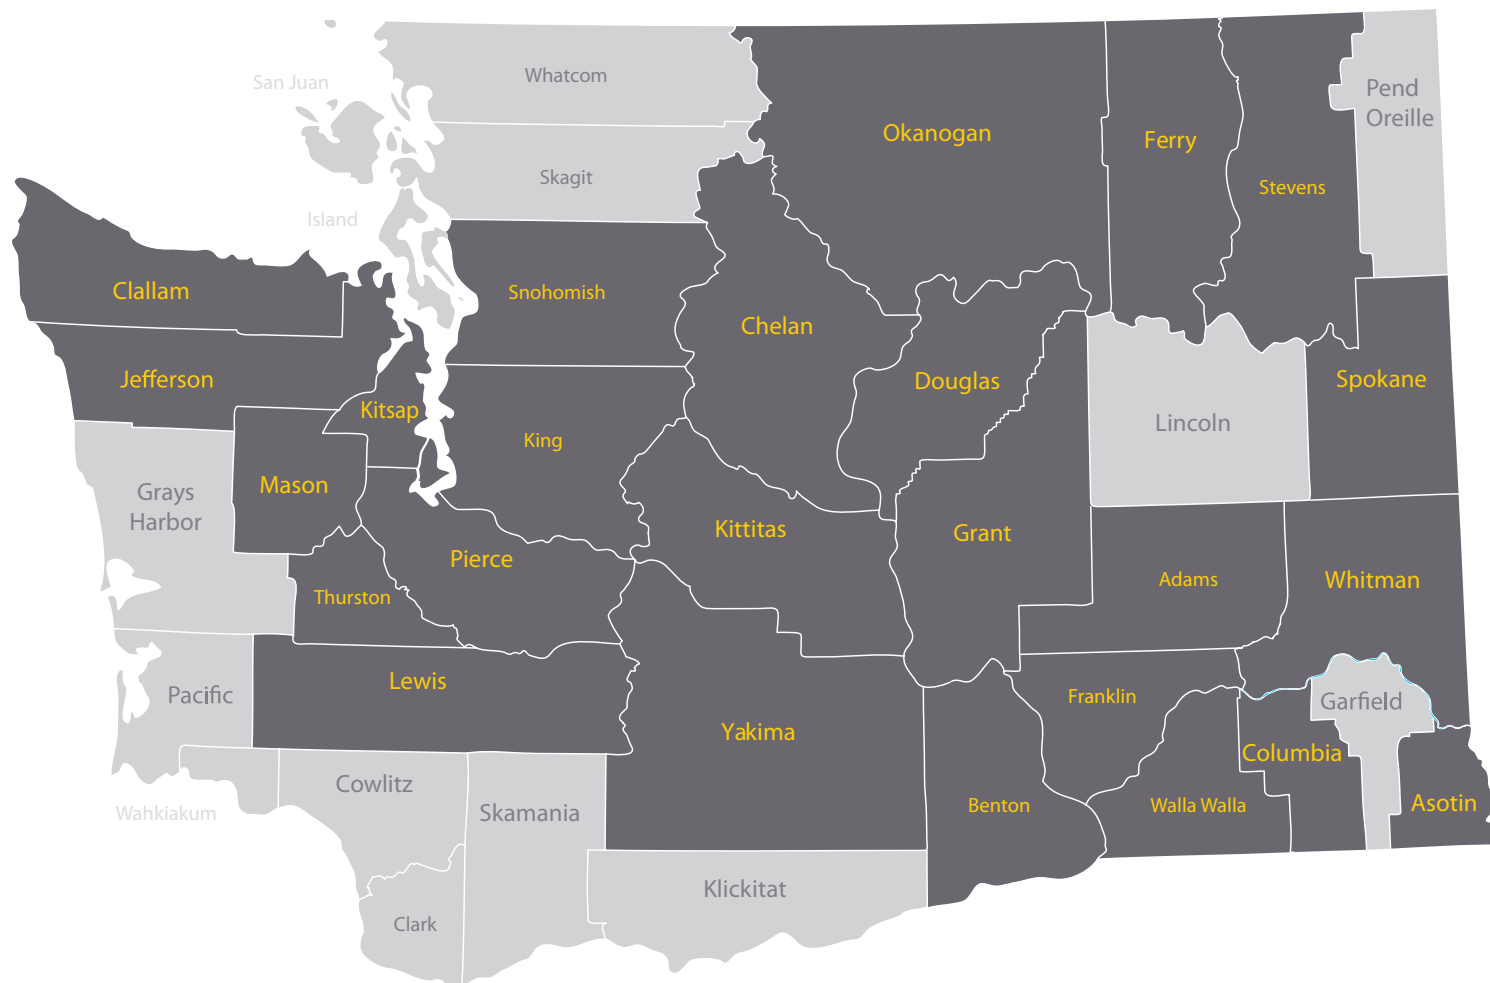 Whatcom
San Juan
Pend
Oreille
Okanogan
Ferry
Skagit
Stevens
Island
Clallam
Snohomish
Chelan
Jefferson
Douglas
Spokane
Kitsap
Lincoln
King
Mason
Grays
Harbor
Kittitas
Grant
Pierce
Adams
Whitman
Thurston
Lewis
Pacific
Franklin
Garfield
Yakima
Columbia
Cowlitz
Asotin
Benton
Walla Walla
Wahkiakum
Skamania
Klickitat
Clark